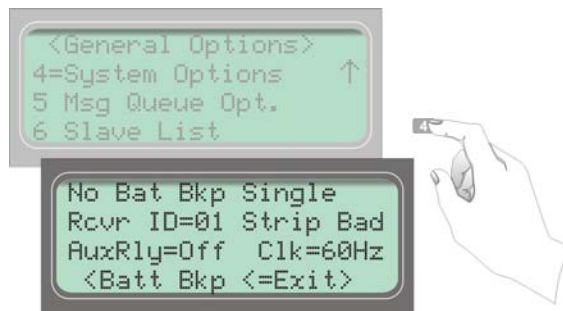 <General Options>
4=System Options ↑
5 Msg Queue Opt.
6 Slave List
4
No Bat Bkp Single
Rcvr ID=01 Strip Bad
AuxRly=Off Clk=60Hz
<Batt Bkp <=Exit>